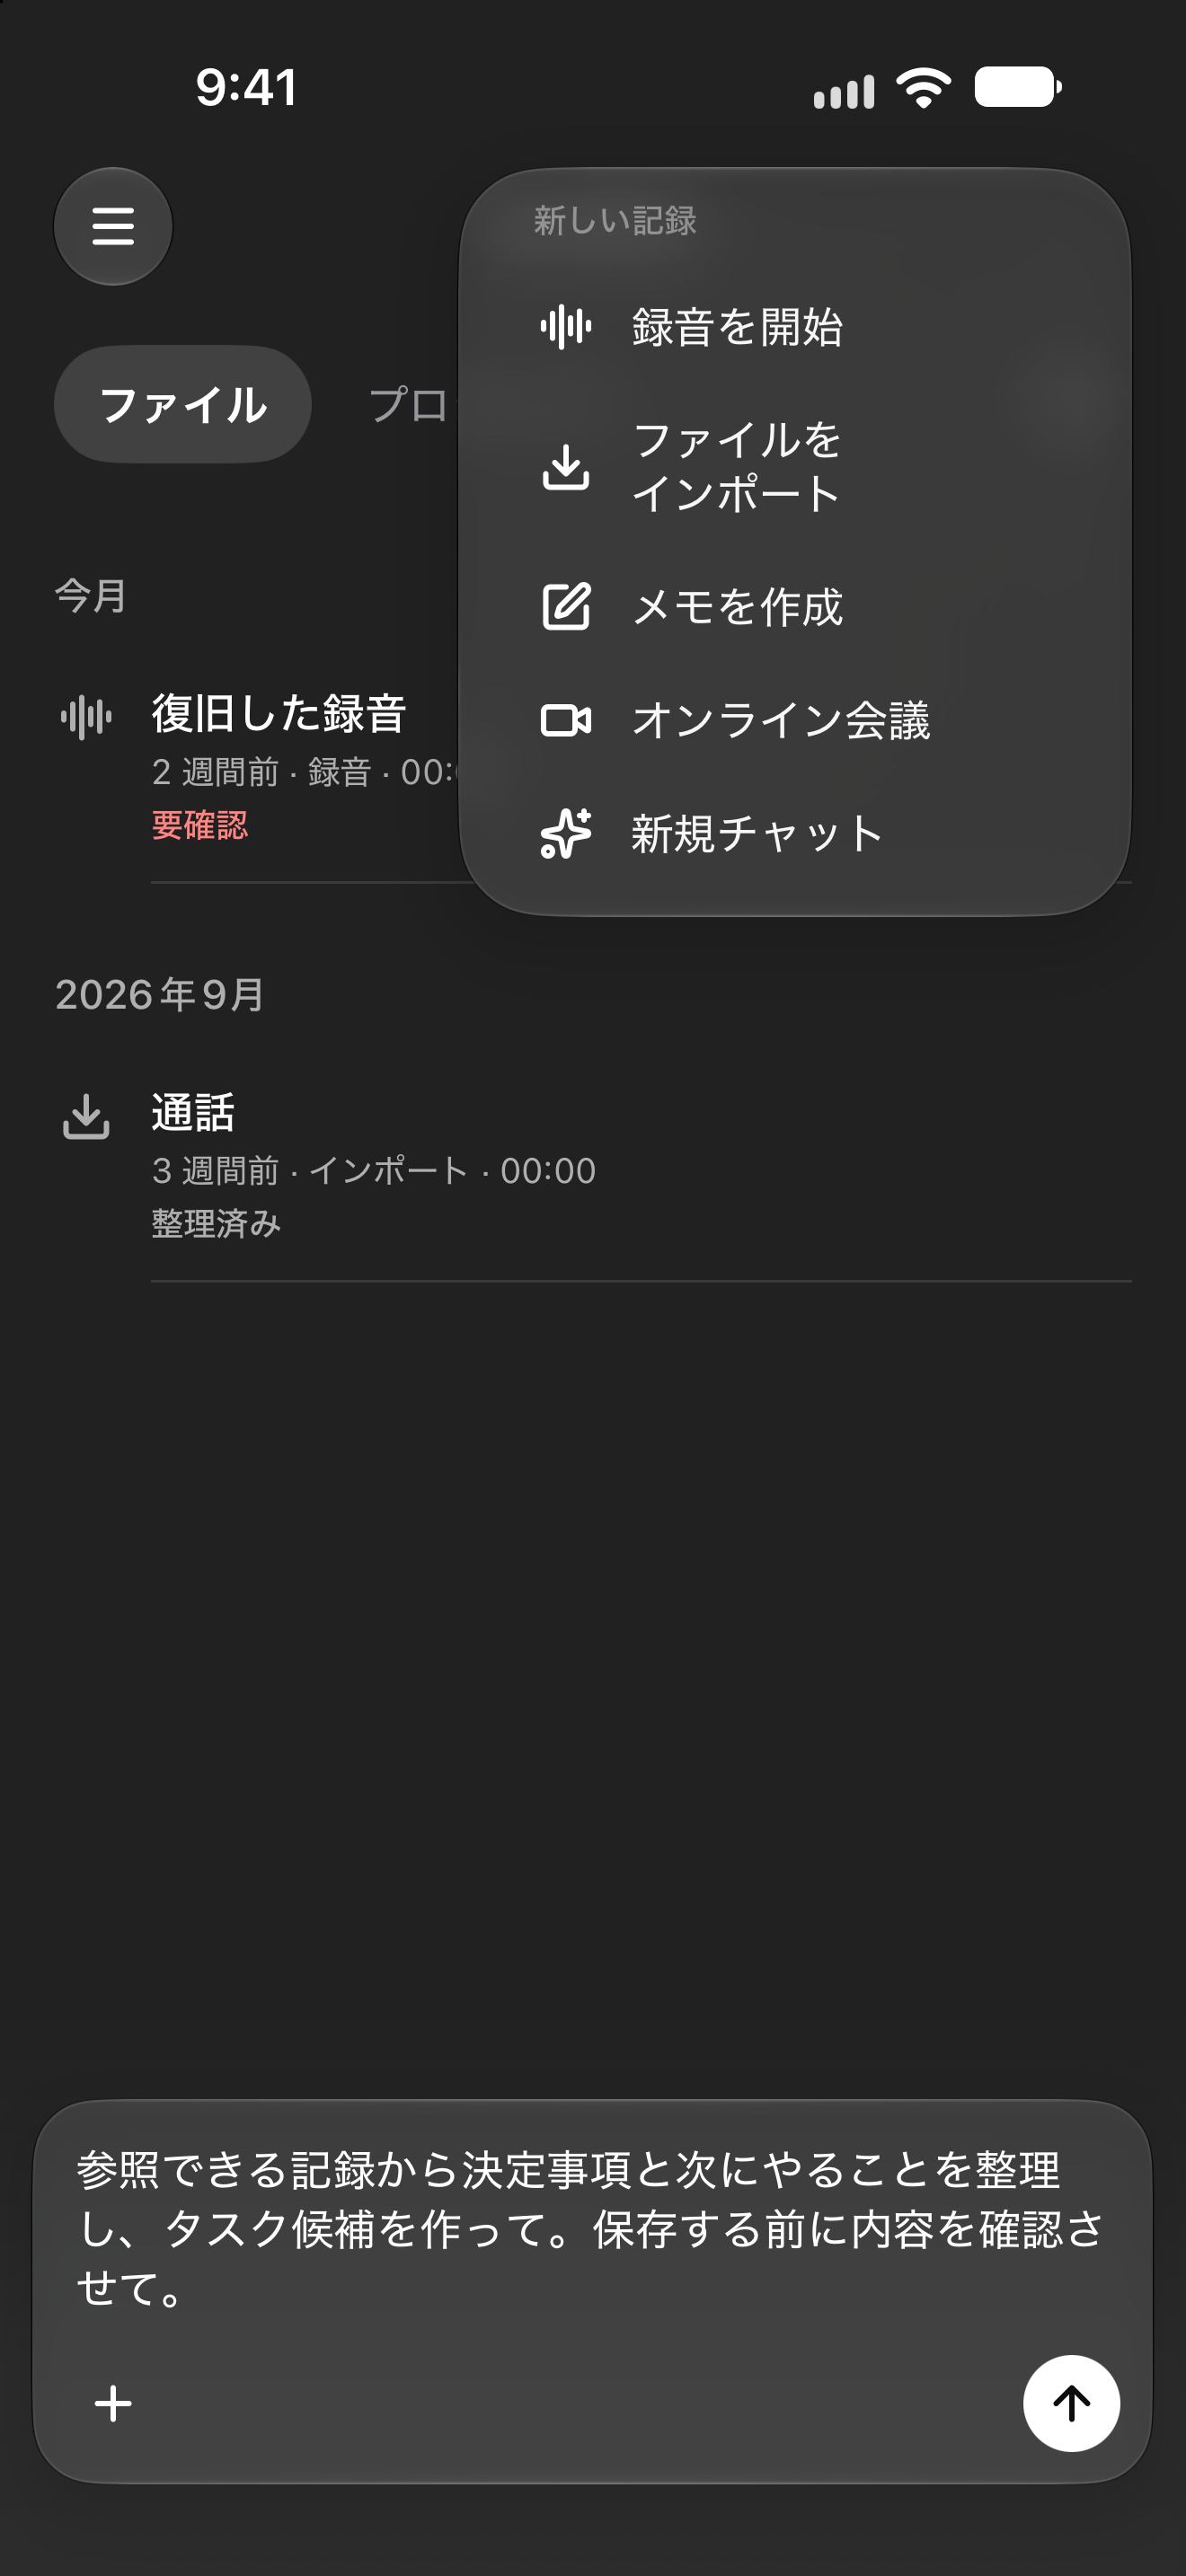 9:41
新しい記録
録音を開始
ファイルを
インポート
メモを作成
オンライン会議
新規チャット
ファイル
プロ
今月
復旧した録音
2 週間前 · 録音 · 00:
要確認
2026年9月
通話
3 週間前 · インポート · 00:00
整理済み
参照できる記録から決定事項と次にやることを整理
し、タスク候補を作って。保存する前に内容を確認さ
せて。